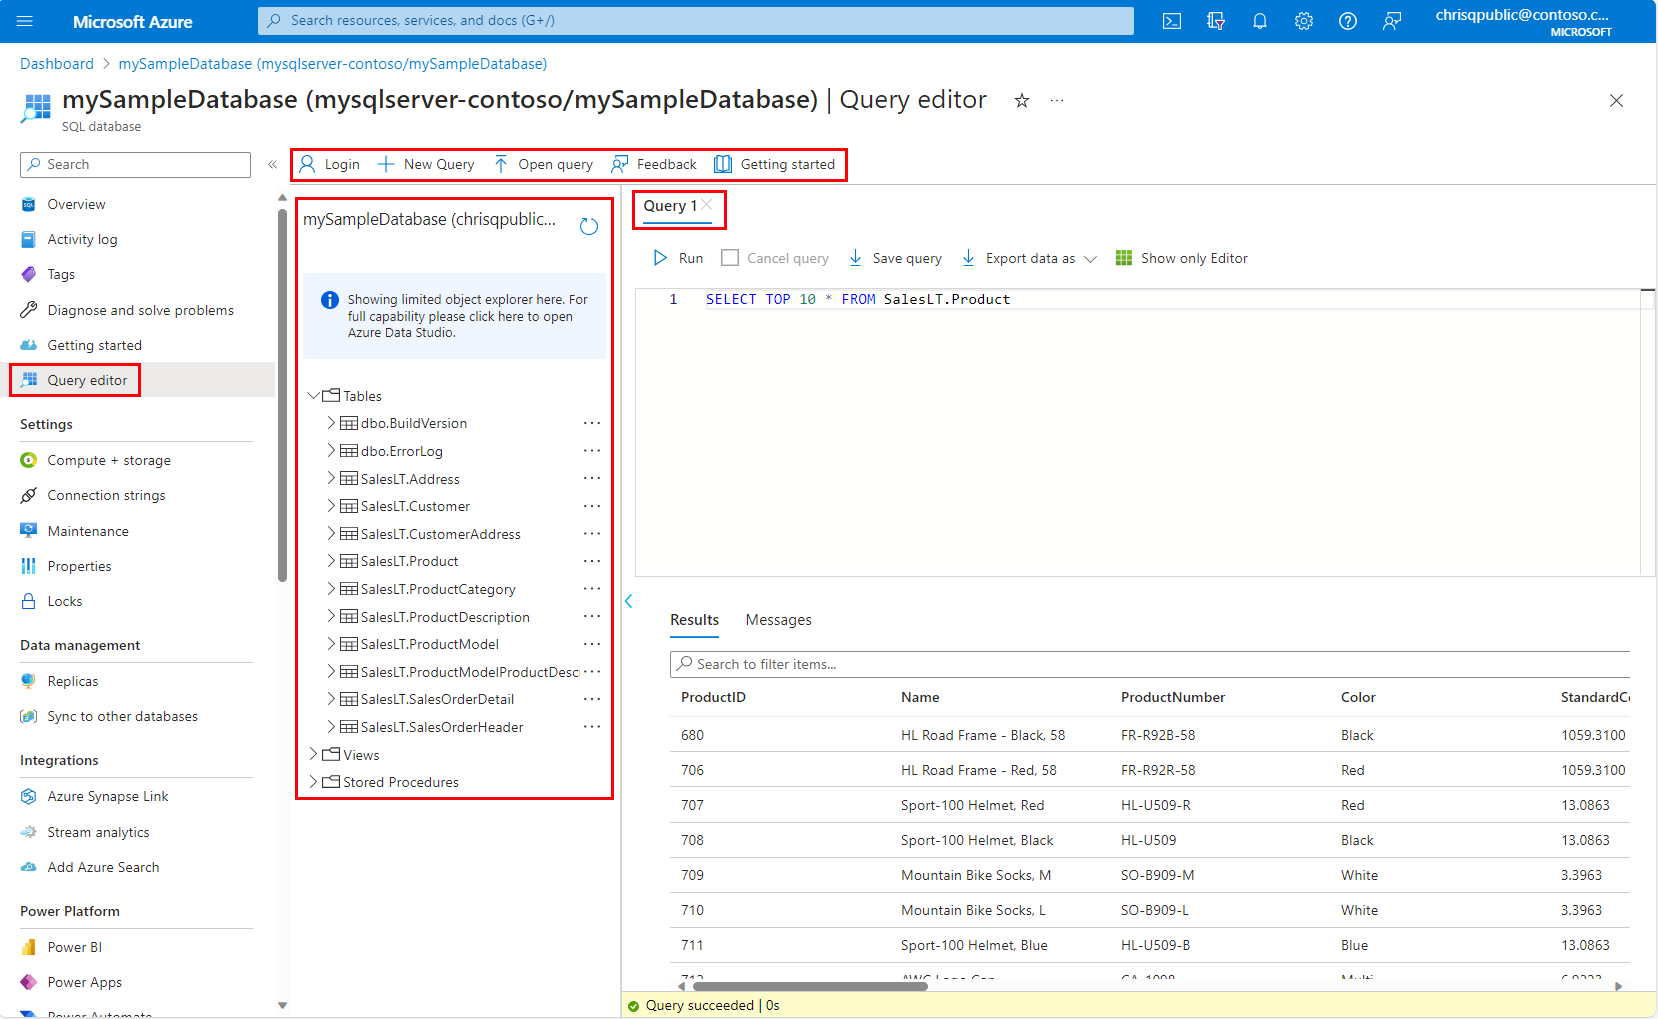 Microsoft Azure
Search resources, services, and docs (G+/)
chrisqpublic@contoso.c...
MICROSOFT
Dashboard > mySampleDatabase (mysqlserver-contoso/mySampleDatabase)
mySampleDatabase (mysqlserver-contoso/mySampleDatabase) | Query editor
SQL database
Search
Login
New Query
Open query
Feedback
Getting started
Overview
Activity log
Tags
Diagnose and solve problems
Getting started
Query editor
Settings
Compute + storage
Connection strings
Maintenance
Properties
Locks
Data management
Replicas
Sync to other databases
Integrations
Azure Synapse Link
Stream analytics
Add Azure Search
Power Platform
Power BI
Power Apps
Power Automate
mySampleDatabase (chrisqpublic...
Showing limited object explorer here. For
full capability please click here to open
Azure Data Studio.
Tables
dbo.BuildVersion
dbo.ErrorLog
SalesLT.Address
SalesLT.Customer
SalesLT.CustomerAddress
SalesLT.Product
SalesLT.ProductCategory
SalesLT.ProductDescription
SalesLT.ProductModel
SalesLT.ProductModelProductDesc
SalesLT.SalesOrderDetail
SalesLT.SalesOrderHeader
Views
Stored Procedures
Query 1
Run
Cancel query
Save query
Export data as
Show only Editor
1 SELECT TOP 10 * FROM SalesLT.Product
Results Messages
Search to filter items...
ProductID Name ProductNumber Color StandardC
680 HL Road Frame - Black, 58 FR-R92B-58 Black 1059.3100
706 HL Road Frame - Red, 58 FR-R92R-58 Red 1059.3100
707 Sport-100 Helmet, Red HL-U509-R Red 13.0863
708 Sport-100 Helmet, Black HL-U509 Black 13.0863
709 Mountain Bike Socks, M SO-B909-M White 3.3963
710 Mountain Bike Socks, L SO-B909-L White 3.3963
711 Sport-100 Helmet, Blue HL-U509-B Blue 13.0863
712 AWC Logo Cap CA-1098 Multi 6.9223
Query succeeded | 0s